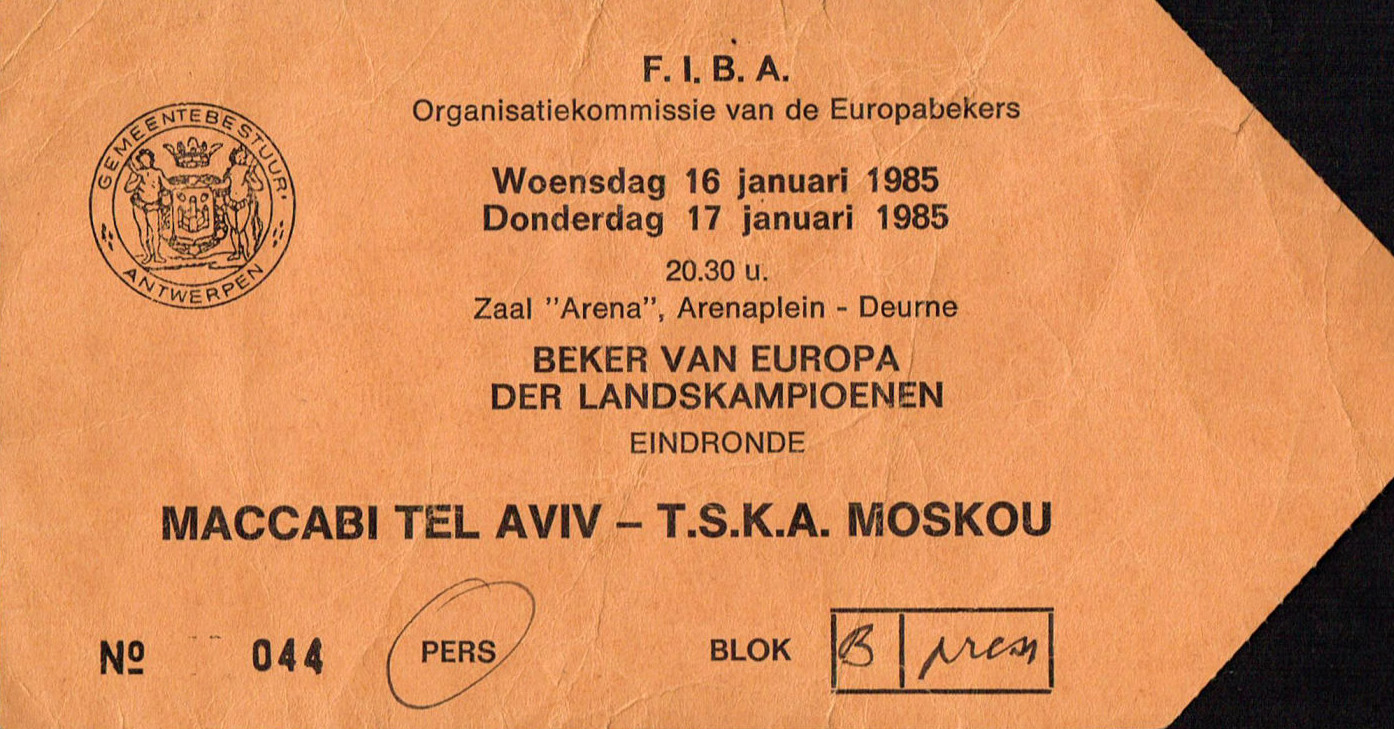 F. I. B. A.
Organisatiekommissie van de Europabekers
GEMEENTEBESTUUR
ANTWERPEN
Woensdag 16 januari 1985
Donderdag 17 januari 1985
20.30 u.
Zaal "Arena", Arenaplein - Deurne
BEKER VAN EUROPA
DER LANDSKAMPIOENEN
EINDRONDE
MACCABI TEL AVIV – T.S.K.A. MOSKOU
Nº 044 PERS BLOK B press